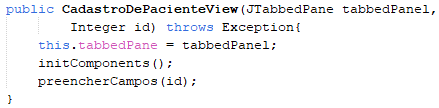 public CadastroDePacienteView(JTabbedPane tabbedPanel,
        Integer id) throws Exception{
    this.tabbedPane = tabbedPanel;
    initComponents();
    preencherCampos(id);
}